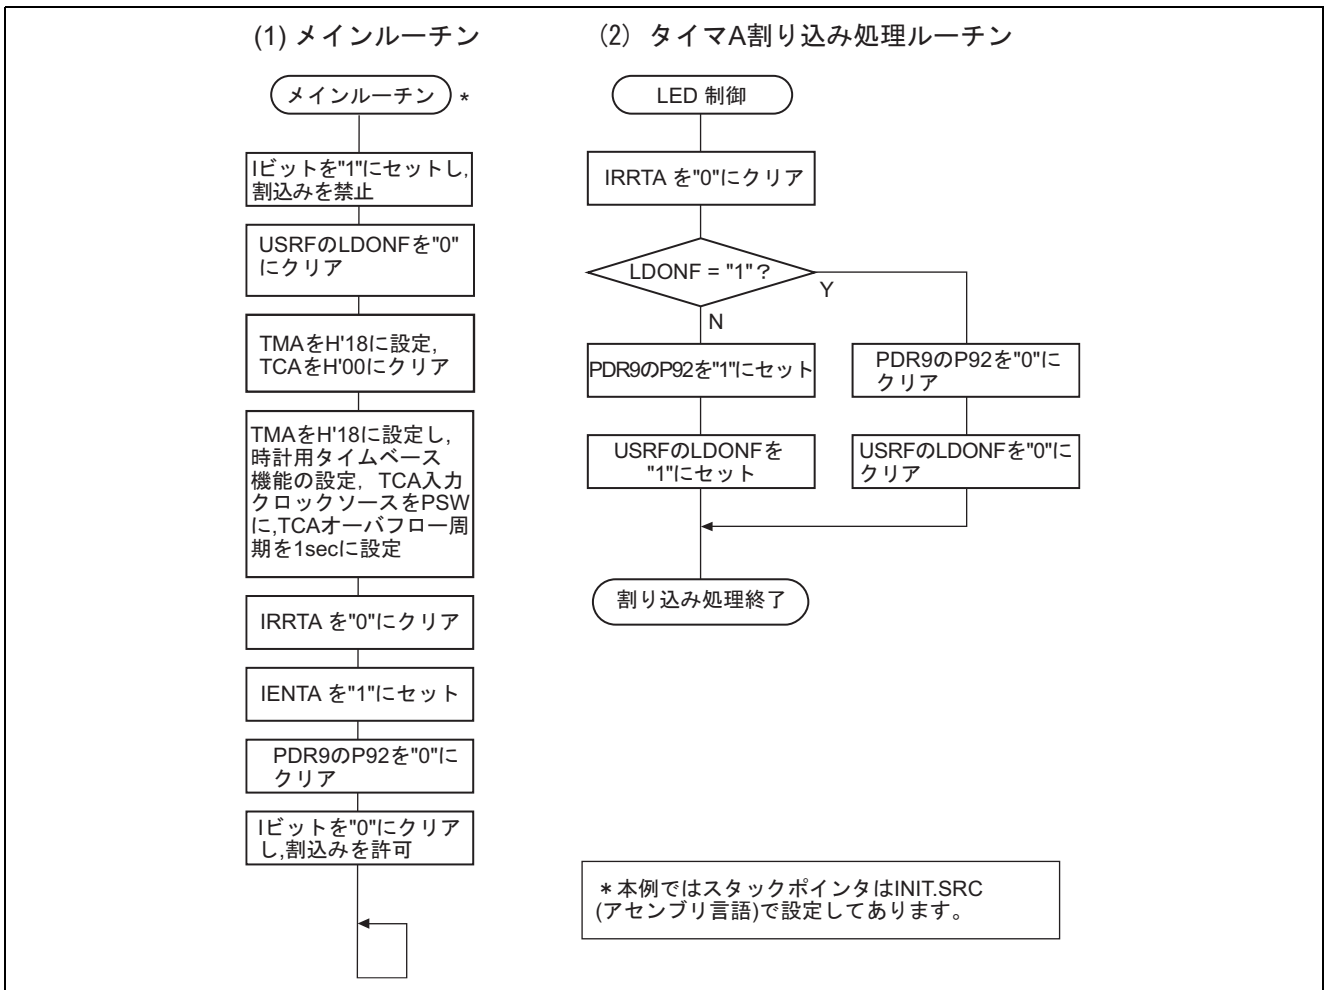 (1) メインルーチン
メインルーチン *
Iビットを"1"にセットし,
割込みを禁止
USRFのLDONFを"0"
にクリア
TMAをH'18に設定,
TCAをH'00にクリア
TMAをH'18に設定し,
時計用タイムベース
機能の設定，TCA入力
クロックソースをPSW
に,TCAオーバフロー周
期を1secに設定
IRRTA を"0"にクリア
IENTA を"1"にセット
PDR9のP92を"0"に
クリア
Iビットを"0"にクリア
し,割込みを許可
(2) タイマA割り込み処理ルーチン
LED 制御
IRRTA を"0"にクリア
LDONF = "1"？
Y
N
PDR9のP92を"1"にセット
USRFのLDONFを
"1"にセット
PDR9のP92を"0"に
クリア
USRFのLDONFを"0"に
クリア
割り込み処理終了
＊本例ではスタックポインタはINIT.SRC
(アセンブリ言語)で設定してあります。